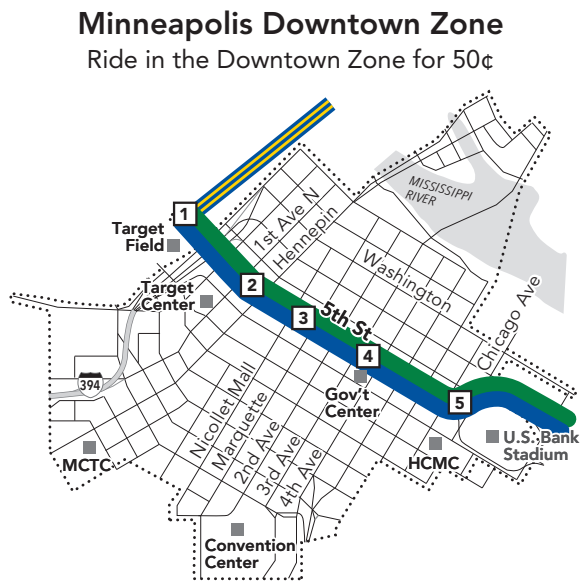 Minneapolis Downtown Zone
Ride in the Downtown Zone for 50¢
MISSISSIPPI
RIVER
1
Target
Field
1st Ave N
Hennepin
Washington
Target
Center
2
3
5th St
4
Chicago Ave
394
Gov't
Center
5
Nicollet Mall
Marquette
2nd Ave
3rd Ave
4th Ave
U.S. Bank
Stadium
MCTC
HCMC
Convention
Center